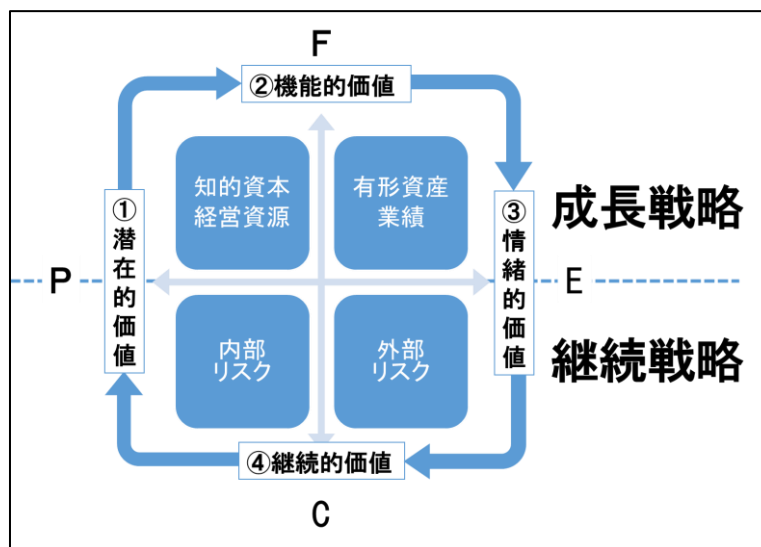 F
②機能的価値
知的資本
経営資源
有形資産
業績
①潜在的価値
③情緒的価値
成長戦略
P
E
内部
リスク
外部
リスク
継続戦略
④継続的価値
C